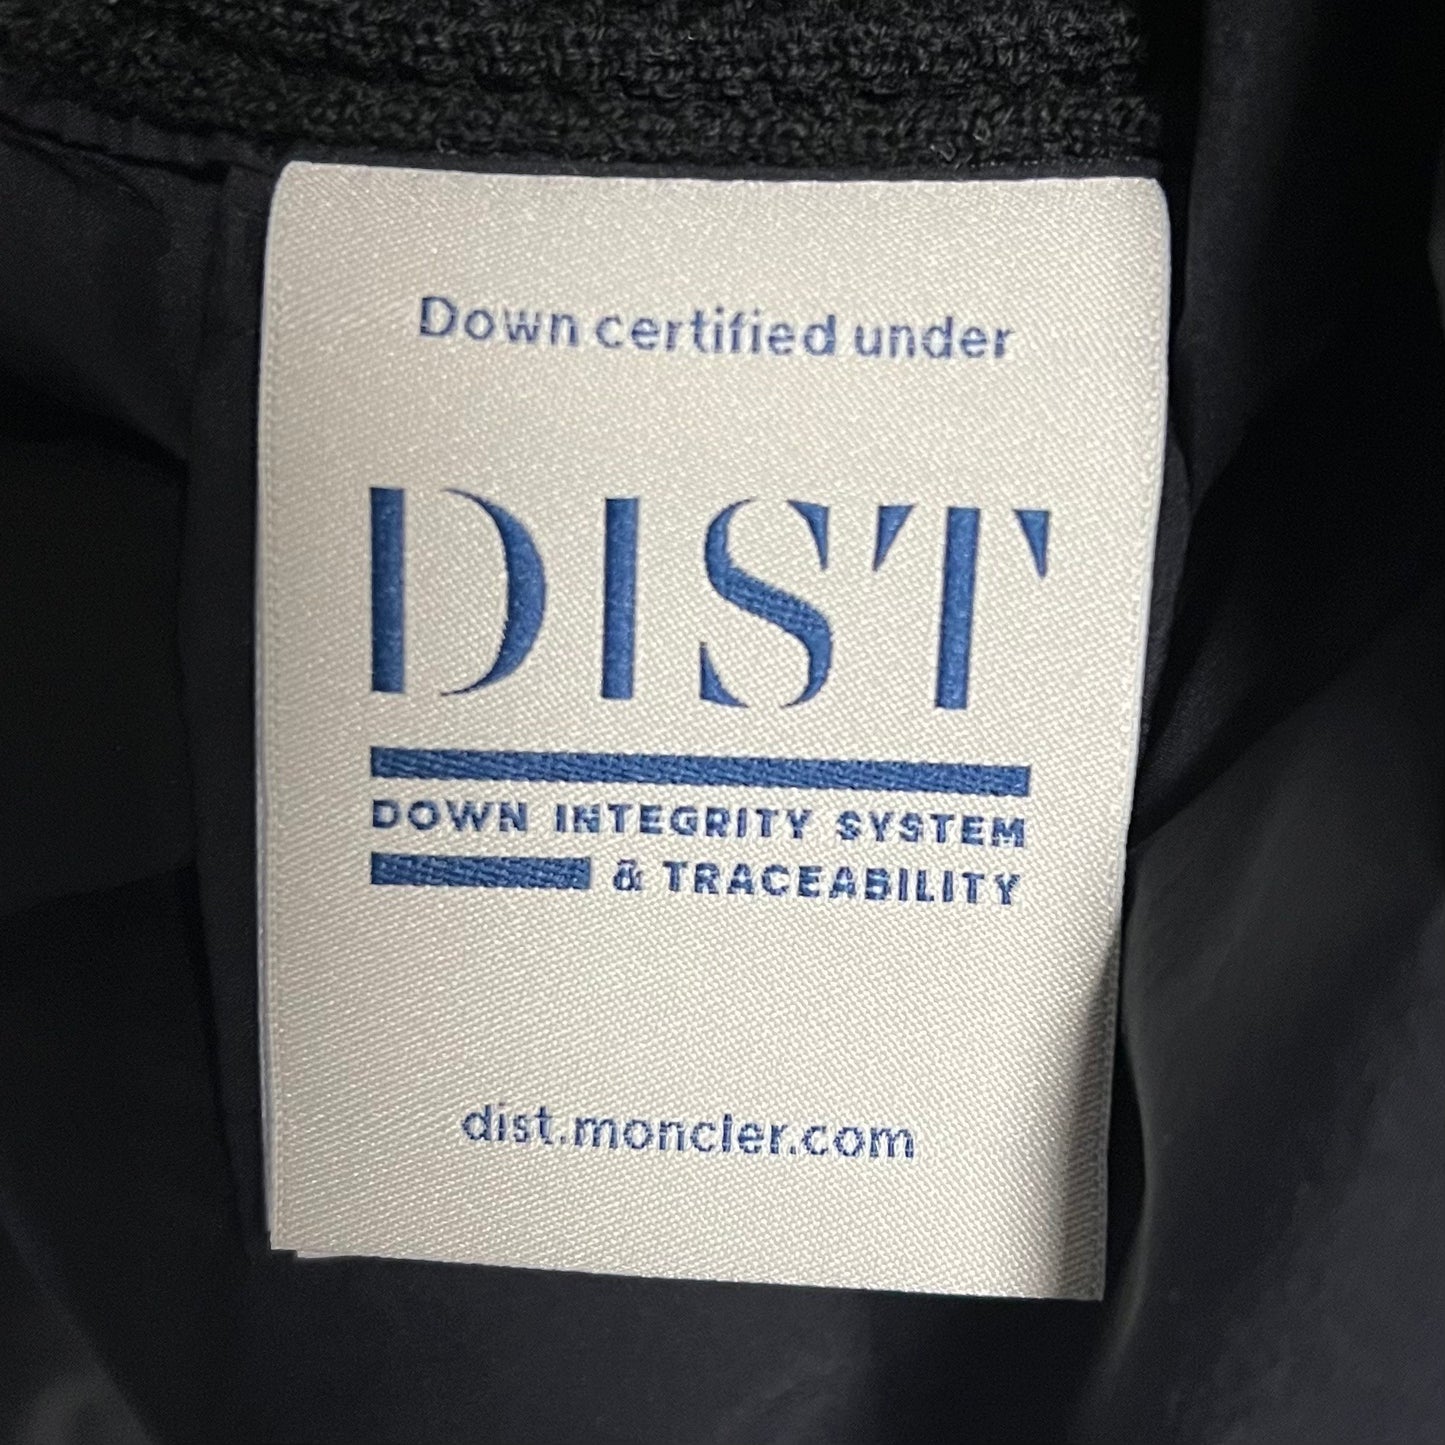 Down certified under
DIST
DOWN INTEGRITY SYSTEM
& TRACEABILITY
dist.moncler.com